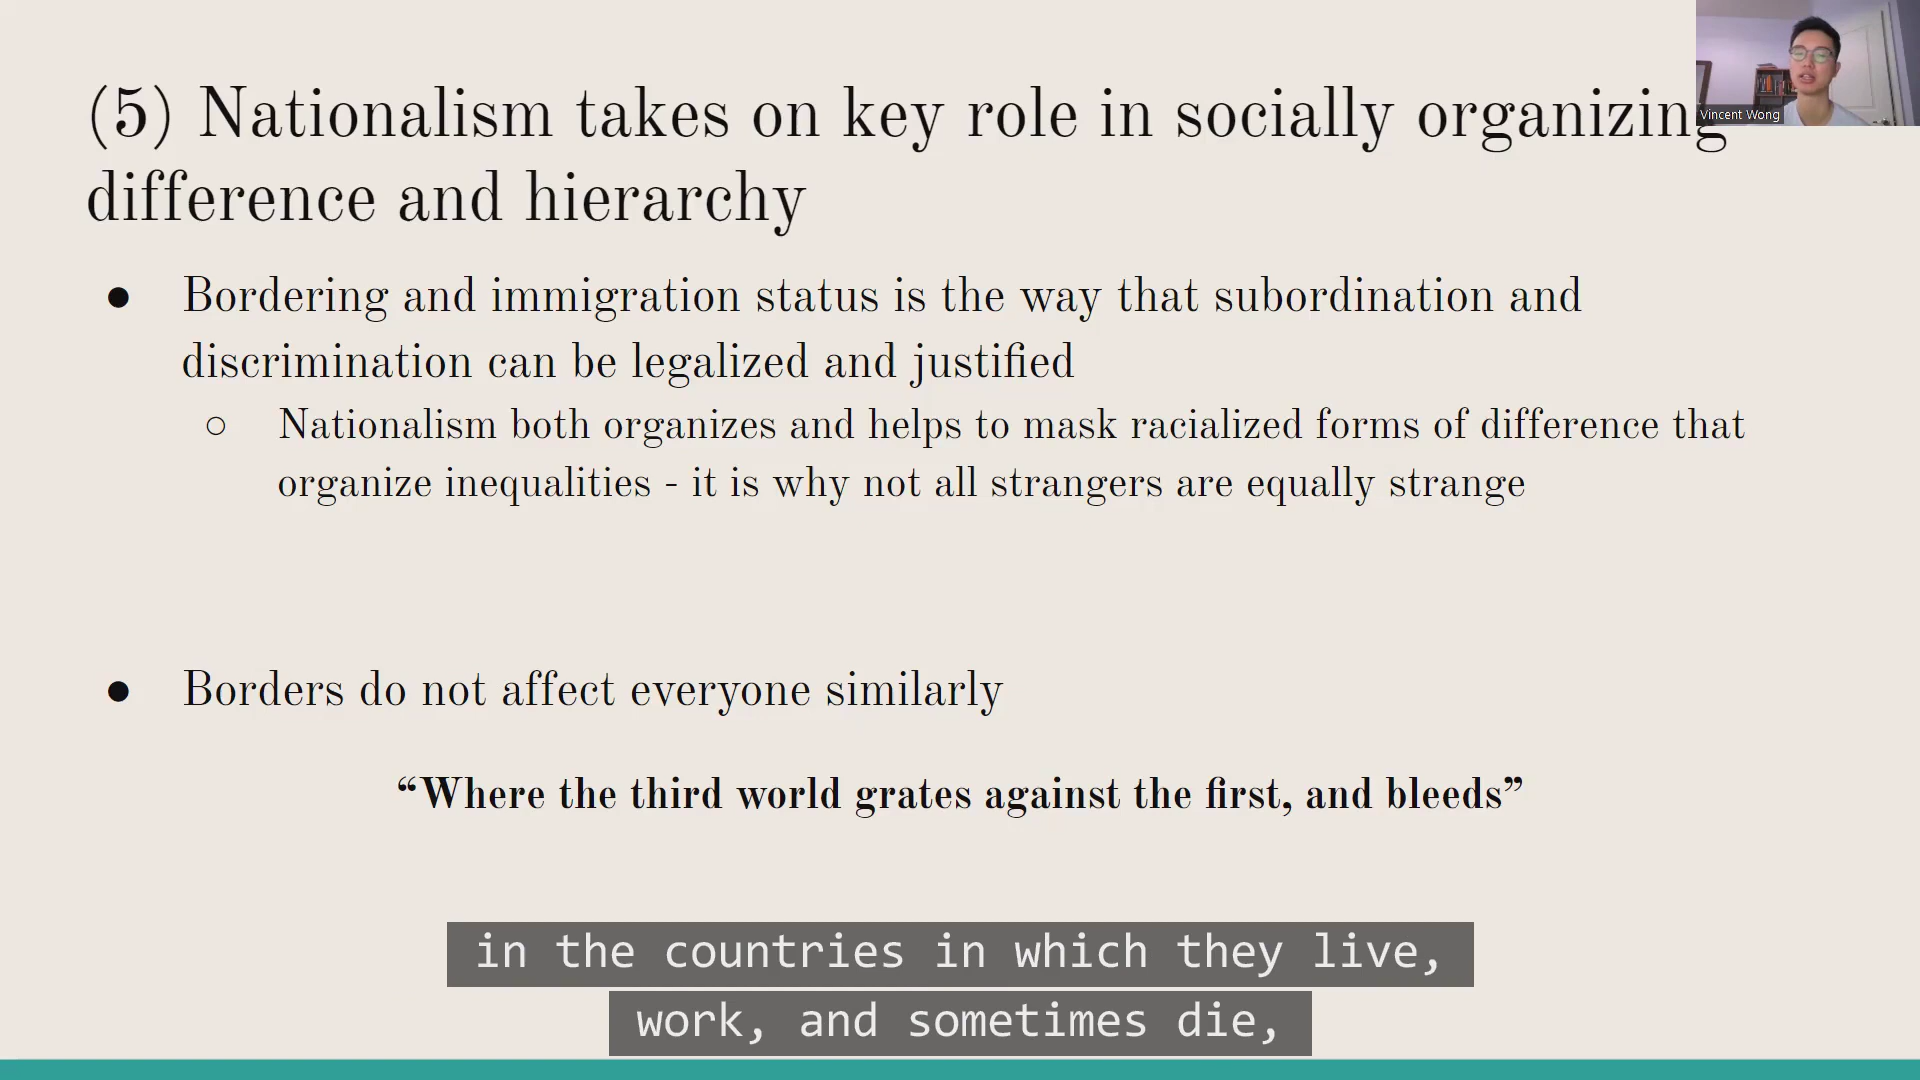 (5) Nationalism takes on key role in socially organizing
difference and hierarchy
Vincent Wong
● Bordering and immigration status is the way that subordination and
discrimination can be legalized and justified
○ Nationalism both organizes and helps to mask racialized forms of difference that
organize inequalities - it is why not all strangers are equally strange
● Borders do not affect everyone similarly
“Where the third world grates against the first, and bleeds”
in the countries in which they live,
work, and sometimes die,